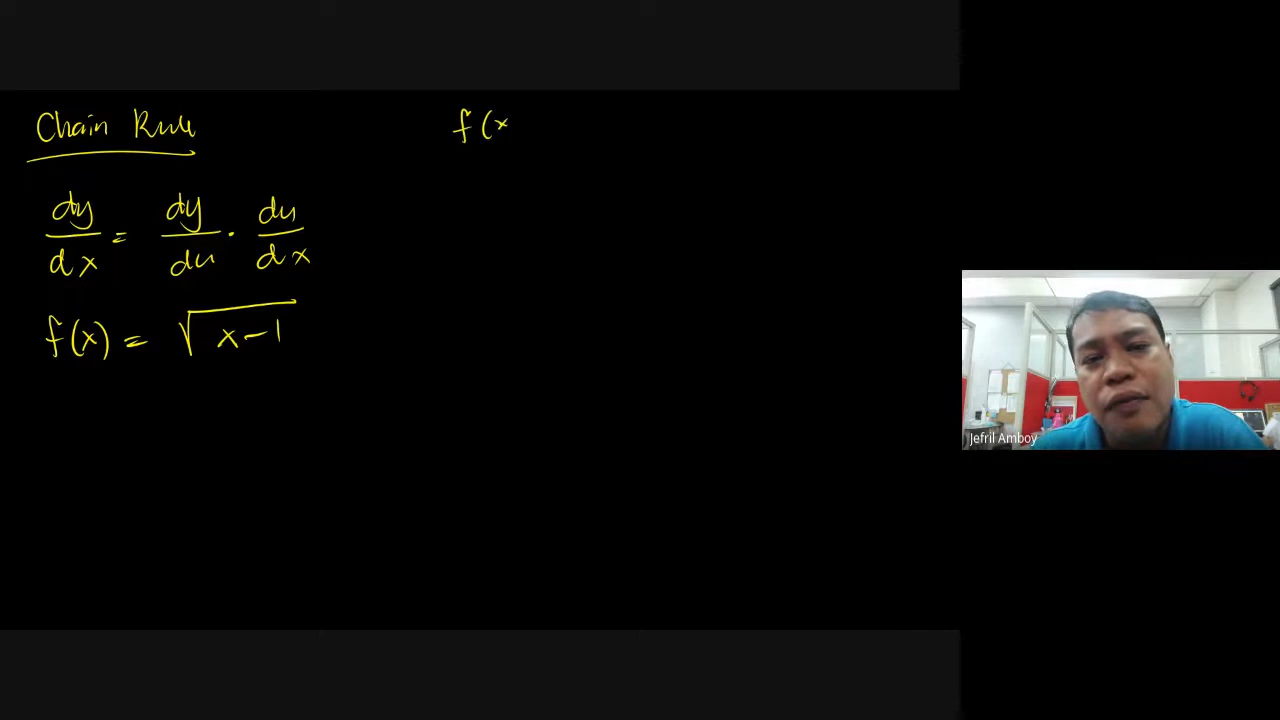 Chain Rule
dy/dx = dy/du · du/dx
f(x) = √x-1
f(x
Jefril Amboy